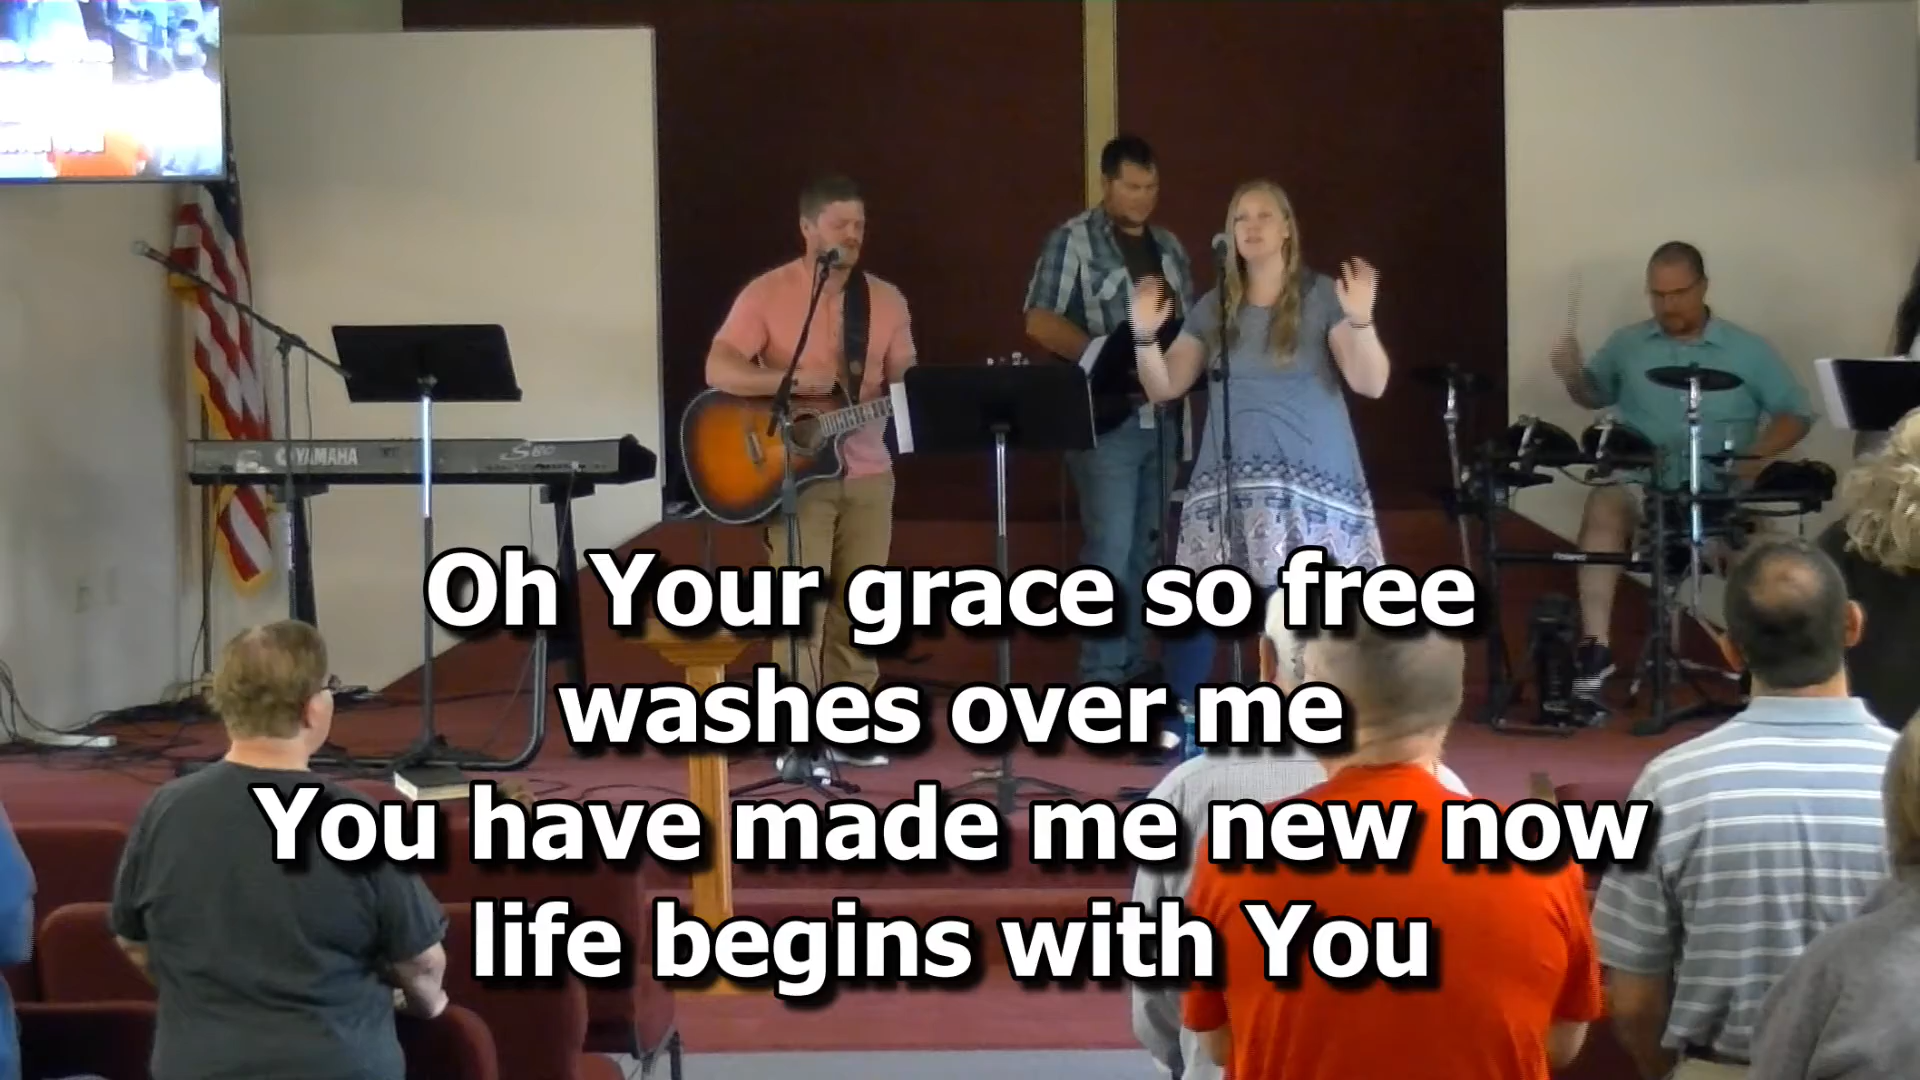 YAMAHA
S80
Oh Your grace so free
washes over me
You have made me new now
life begins with You